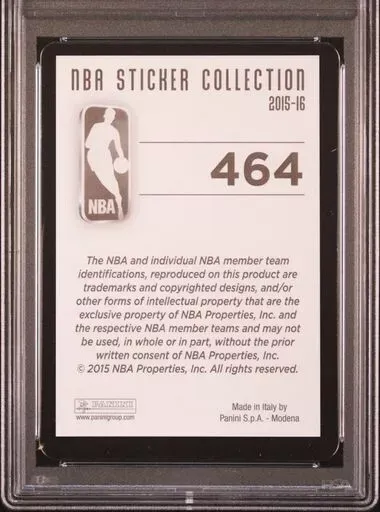 NBA STICKER COLLECTION
2015-16
NBA
464
The NBA and individual NBA member team
identifications, reproduced on this product are
trademarks and copyrighted designs, and/or
other forms of intellectual property that are the
exclusive property of NBA Properties, Inc. and
the respective NBA member teams and may not
be used, in whole or in part, without the prior
written consent of NBA Properties, Inc.
© 2015 NBA Properties, Inc. All rights reserved.
PANINI
www.paninigroup.com
Made in Italy by
Panini S.p.A. - Modena